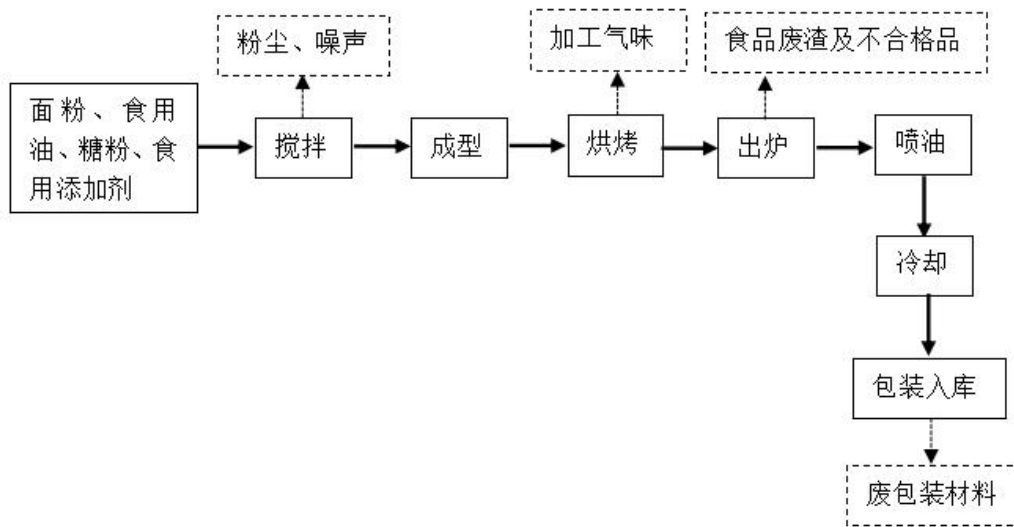 粉尘、噪声
加工气味
食品废渣及不合格品
面粉、食用
油、糖粉、食
用添加剂
搅拌
成型
烘烤
出炉
喷油
冷却
包装入库
废包装材料